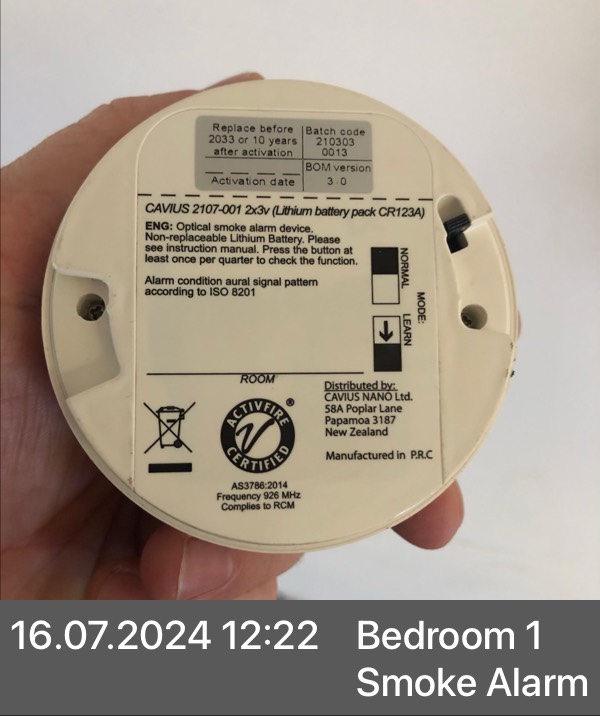 Replace before
2033 or 10 years
after activation
Activation date
Batch code
210303
0013
BOM version
3.0
CAVIUS 2107-001 2x3v (Lithium battery pack CR123A)
ENG: Optical smoke alarm device.
Non-replaceable Lithium Battery. Please
see instruction manual. Press the button at
least once per quarter to check the function.
Alarm condition aural signal pattern
according to ISO 8201
NORMAL
MODE:
LEARN
ROOM
ACTIVFIRE®
CERTIFIED
AS3786:2014
Frequency 926 MHz
Complies to RCM
Distributed by:
CAVIUS NANO Ltd.
58A Poplar Lane
Papamoa 3187
New Zealand
Manufactured in P.R.C
16.07.2024 12:22
Bedroom 1
Smoke Alarm